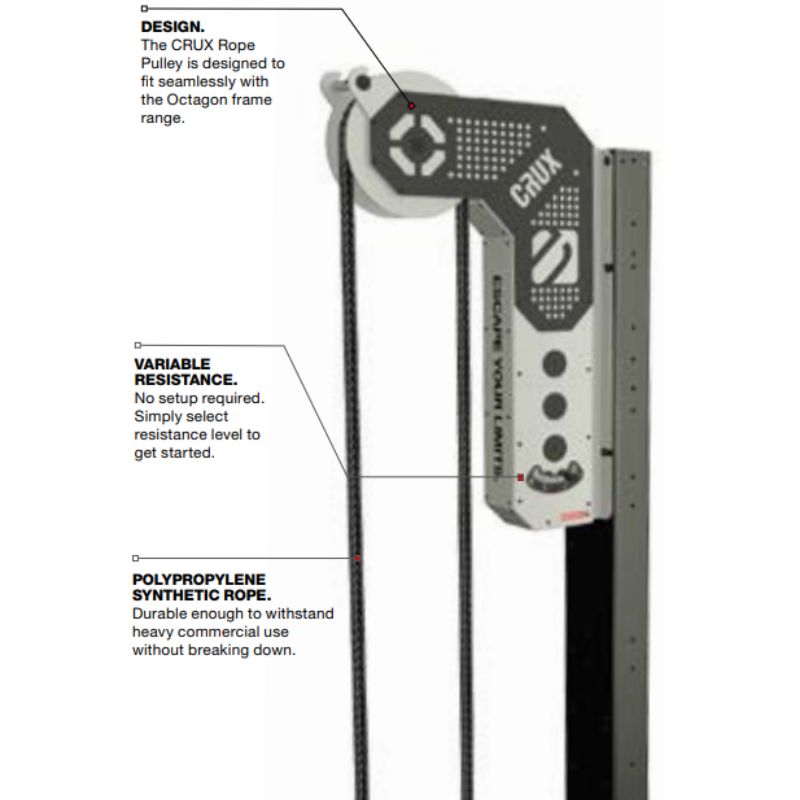 DESIGN.
The CRUX Rope
Pulley is designed to
fit seamlessly with
the Octagon frame
range.
CRUX
ESCAPE YOUR LIMITS.
VARIABLE
RESISTANCE.
No setup required.
Simply select
resistance level to
get started.
POLYPROPYLENE
SYNTHETIC ROPE.
Durable enough to withstand
heavy commercial use
without breaking down.